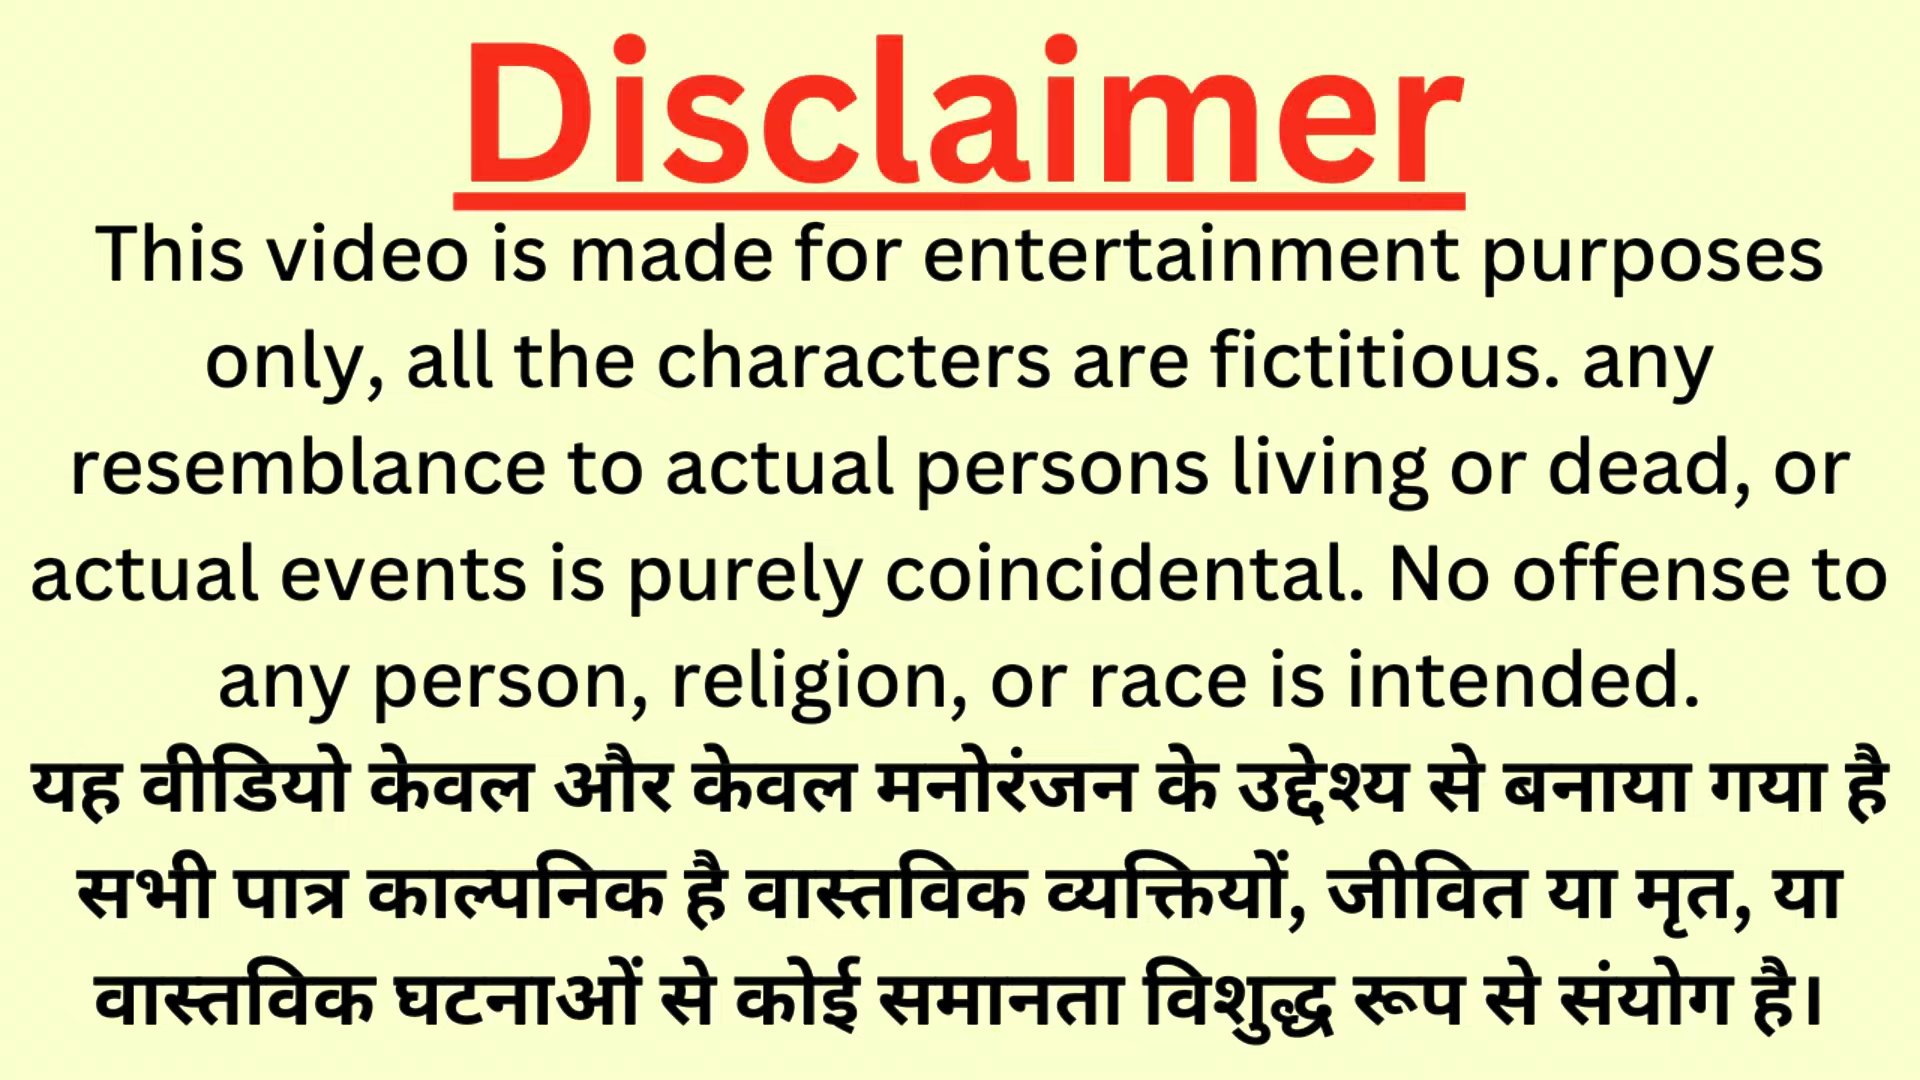 Disclaimer
This video is made for entertainment purposes
only, all the characters are fictitious. any
resemblance to actual persons living or dead, or
actual events is purely coincidental. No offense to
any person, religion, or race is intended.
यह वीडियो केवल और केवल मनोरंजन के उद्देश्य से बनाया गया है
सभी पात्र काल्पनिक है वास्तविक व्यक्तियों, जीवित या मृत, या
वास्तविक घटनाओं से कोई समानता विशुद्ध रूप से संयोग है।